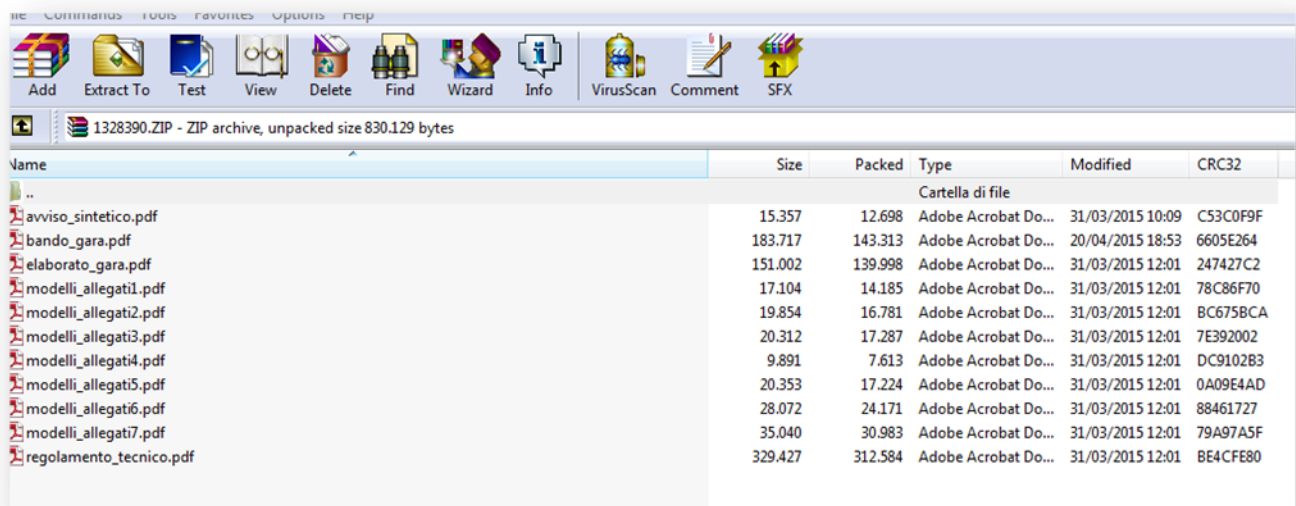 ile Commands Tools Favorites Options Help
Add Extract To Test View Delete Find Wizard Info VirusScan Comment SFX
1328390.ZIP - ZIP archive, unpacked size 830.129 bytes
Name Size Packed Type Modified CRC32
.. Cartella di file
avviso_sintetico.pdf 15.357 12.698 Adobe Acrobat Do... 31/03/2015 10:09 C53C0F9F
bando_gara.pdf 183.717 143.313 Adobe Acrobat Do... 20/04/2015 18:53 6605E264
elaborato_gara.pdf 151.002 139.998 Adobe Acrobat Do... 31/03/2015 12:01 247427C2
modelli_allegati1.pdf 17.104 14.185 Adobe Acrobat Do... 31/03/2015 12:01 78C86F70
modelli_allegati2.pdf 19.854 16.781 Adobe Acrobat Do... 31/03/2015 12:01 BC675BCA
modelli_allegati3.pdf 20.312 17.287 Adobe Acrobat Do... 31/03/2015 12:01 7E392002
modelli_allegati4.pdf 9.891 7.613 Adobe Acrobat Do... 31/03/2015 12:01 DC9102B3
modelli_allegati5.pdf 20.353 17.224 Adobe Acrobat Do... 31/03/2015 12:01 0A09E4AD
modelli_allegati6.pdf 28.072 24.171 Adobe Acrobat Do... 31/03/2015 12:01 88461727
modelli_allegati7.pdf 35.040 30.983 Adobe Acrobat Do... 31/03/2015 12:01 79A97A5F
regolamento_tecnico.pdf 329.427 312.584 Adobe Acrobat Do... 31/03/2015 12:01 BE4CFE80